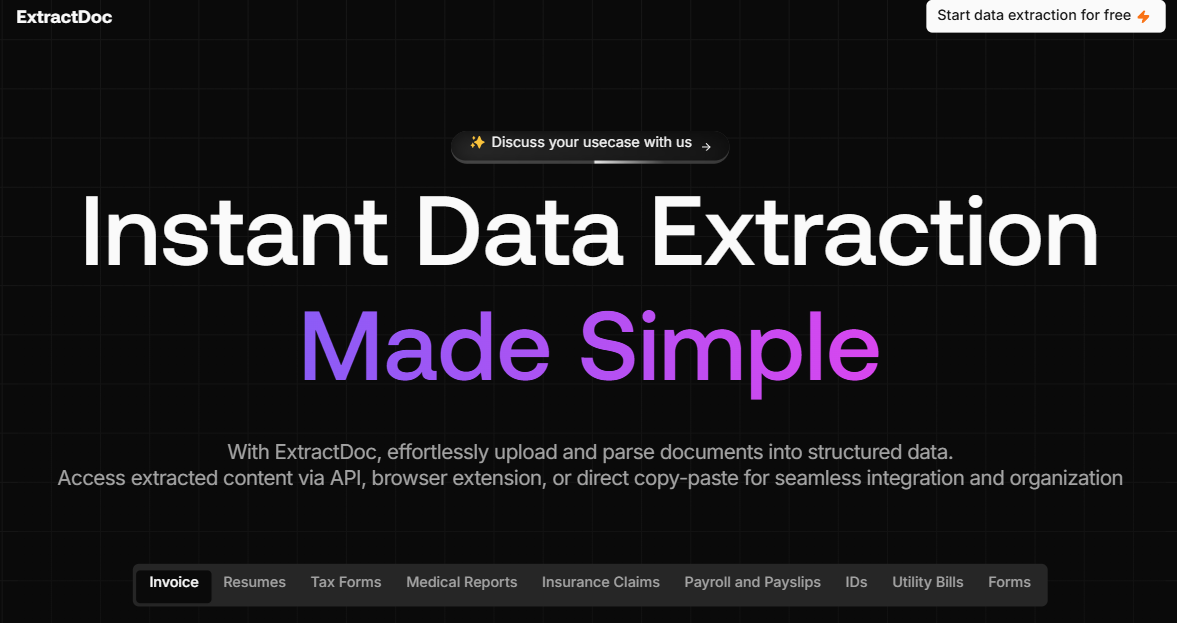 ExtractDoc
Start data extraction for free
✨ Discuss your usecase with us →
Instant Data Extraction
Made Simple
With ExtractDoc, effortlessly upload and parse documents into structured data.
Access extracted content via API, browser extension, or direct copy-paste for seamless integration and organization
Invoice Resumes Tax Forms Medical Reports Insurance Claims Payroll and Payslips IDs Utility Bills Forms